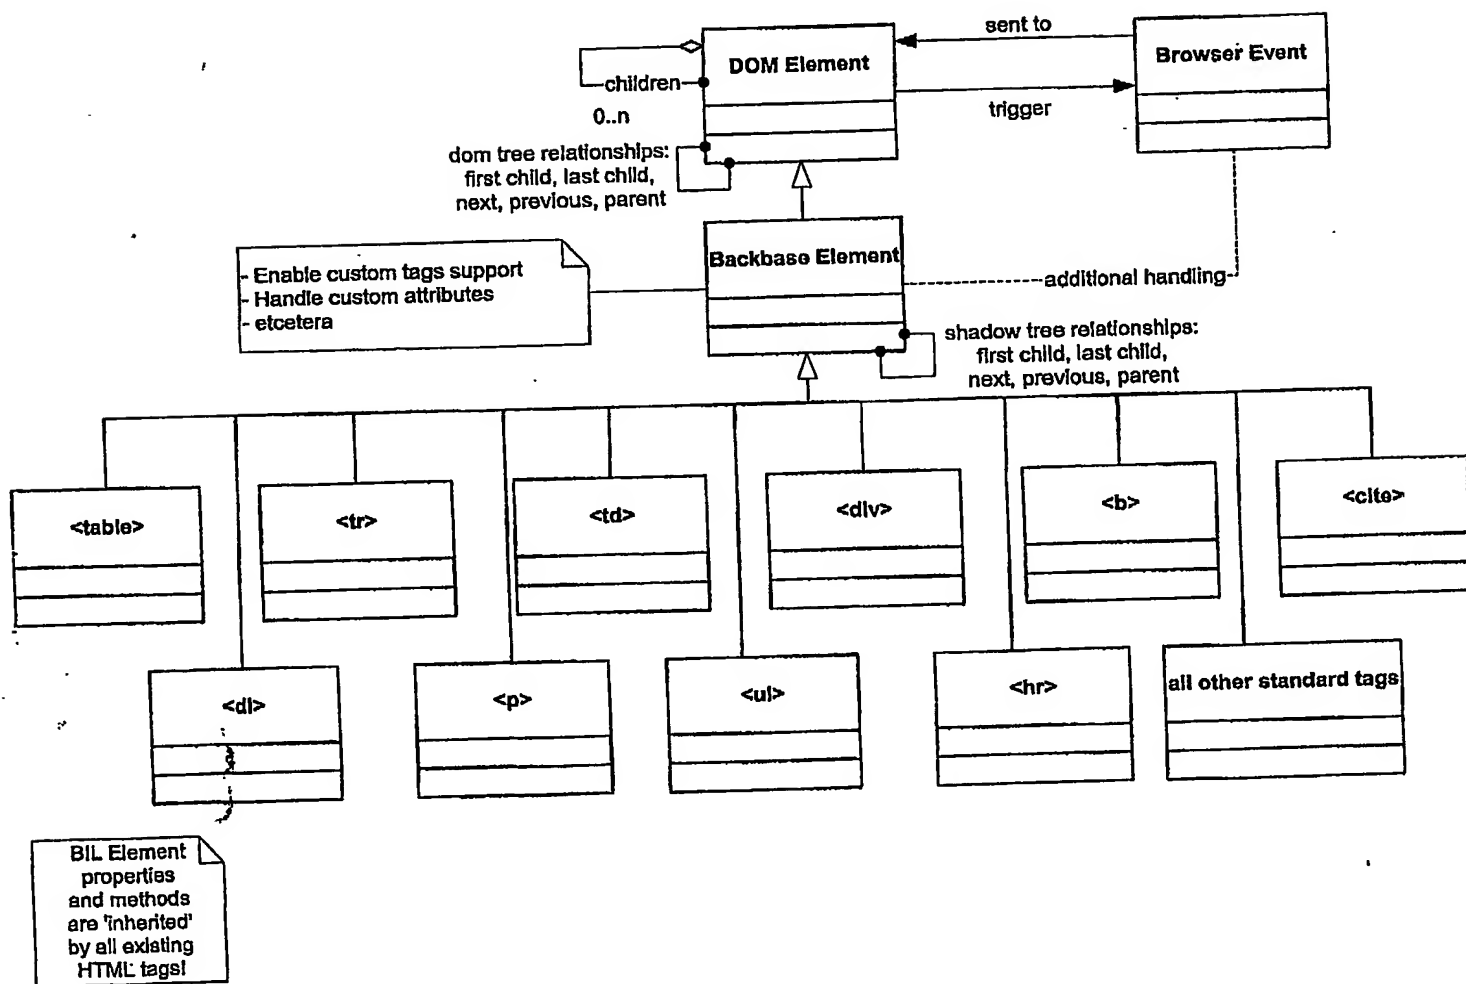 sent to
DOM Element
Browser Event
children
0..n
trigger
dom tree relationships:
first child, last child,
next, previous, parent
Backbase Element
- Enable custom tags support
- Handle custom attributes
- etcetera
additional handling
shadow tree relationships:
first child, last child,
next, previous, parent
<table>
<tr>
<td>
<div>
<b>
<cite>
<dl>
<p>
<ul>
<hr>
all other standard tags
BIL Element
properties
and methods
are 'inherited'
by all existing
HTML tags!